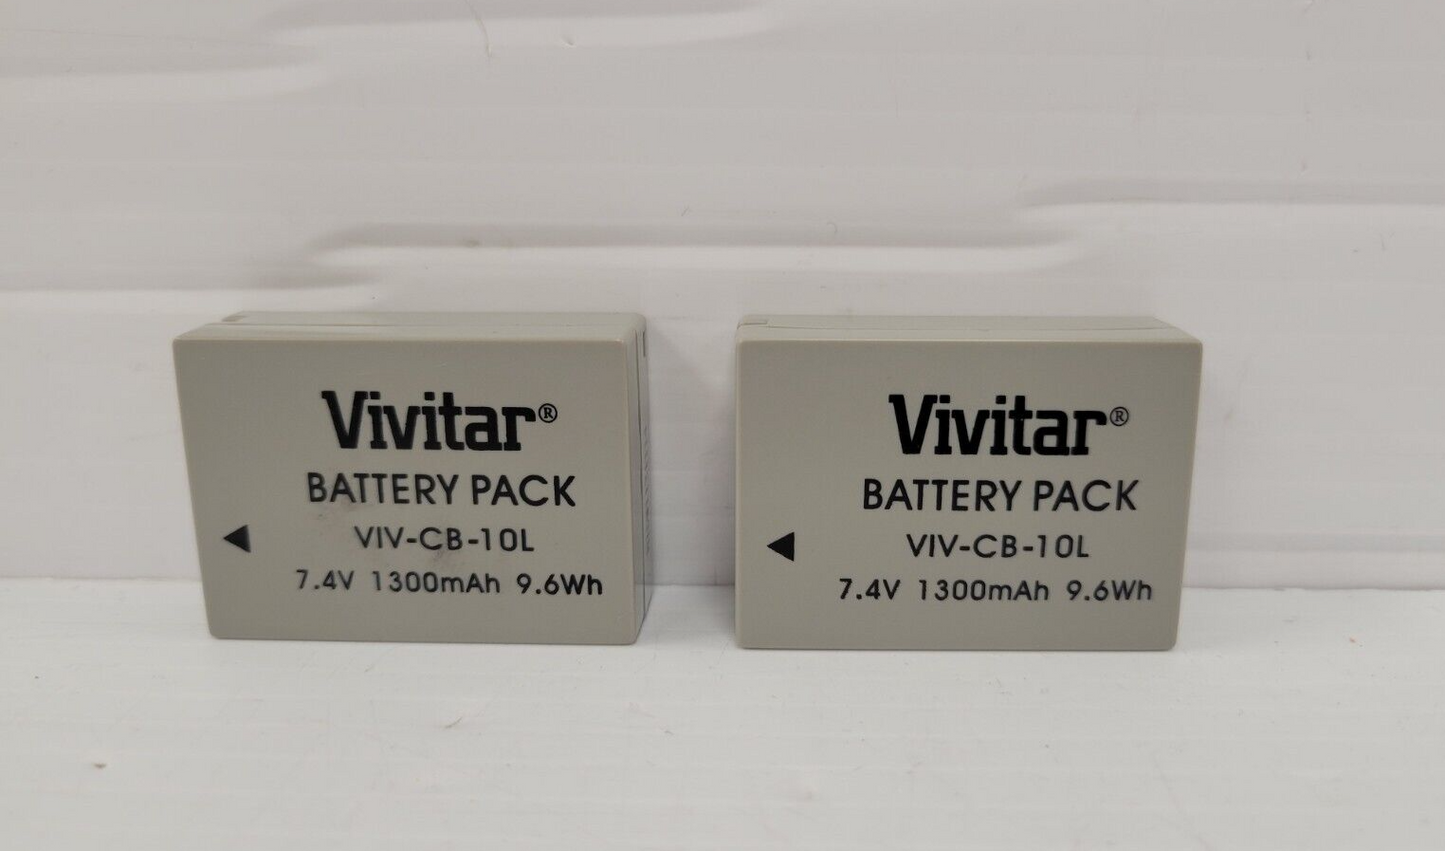 Vivitar®
BATTERY PACK
VIV-CB-10L
7.4V 1300mAh 9.6Wh
Vivitar®
BATTERY PACK
VIV-CB-10L
7.4V 1300mAh 9.6Wh